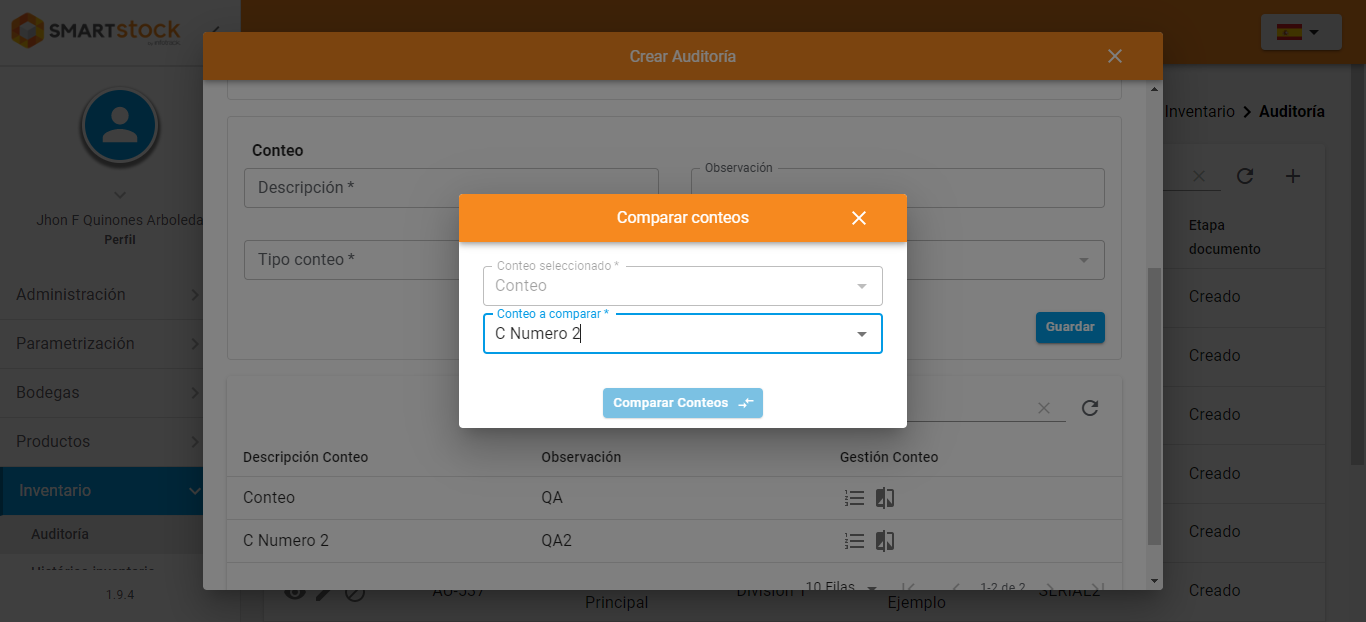 SMARTstock
Crear Auditoría
Jhon F Quinones Arboleda
Perfil
Administración
Parametrización
Bodegas
Productos
Inventario
Auditoría
Histórico inventario
1.9.4
Inventario > Auditoría
Etapa
documento
Creado
Creado
Creado
Creado
Creado
Creado
Conteo
Descripción *
Observación
Tipo conteo *
Guardar
Comparar conteos
Conteo seleccionado *
Conteo
Conteo a comparar *
C Numero 2
Comparar Conteos
Descripción Conteo Observación Gestión Conteo
Conteo QA
C Numero 2 QA2
10 Filas 1-2 de 2
AU-557 Principal División 1 Ejemplo SERIAL2